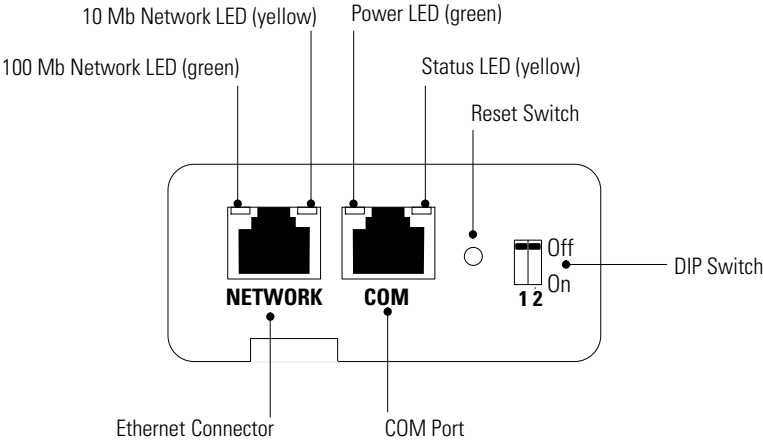 10 Mb Network LED (yellow)
Power LED (green)
100 Mb Network LED (green)
Status LED (yellow)
Reset Switch
Off
DIP Switch
On
NETWORK
COM
1 2
Ethernet Connector
COM Port